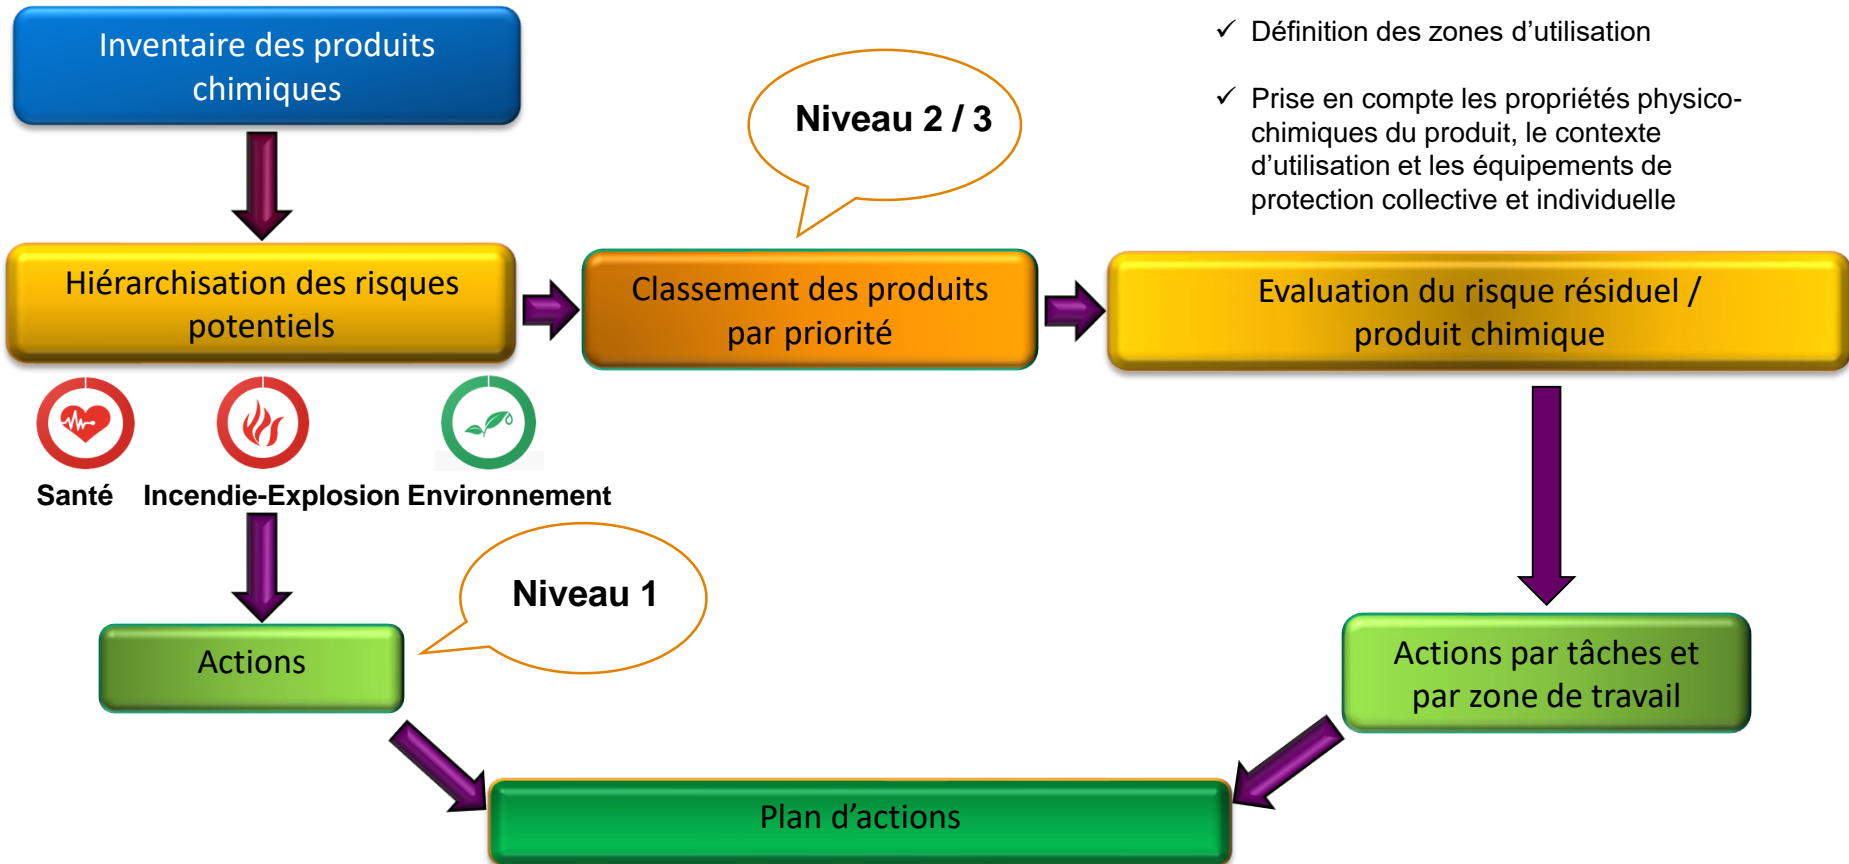 Inventaire des produits
chimiques
✓ Définition des zones d’utilisation
✓ Prise en compte les propriétés physico-
chimiques du produit, le contexte
d’utilisation et les équipements de
protection collective et individuelle
Niveau 2 / 3
Hiérarchisation des risques
potentiels
Classement des produits
par priorité
Evaluation du risque résiduel /
produit chimique
Santé Incendie-Explosion Environnement
Niveau 1
Actions
Actions par tâches et
par zone de travail
Plan d’actions